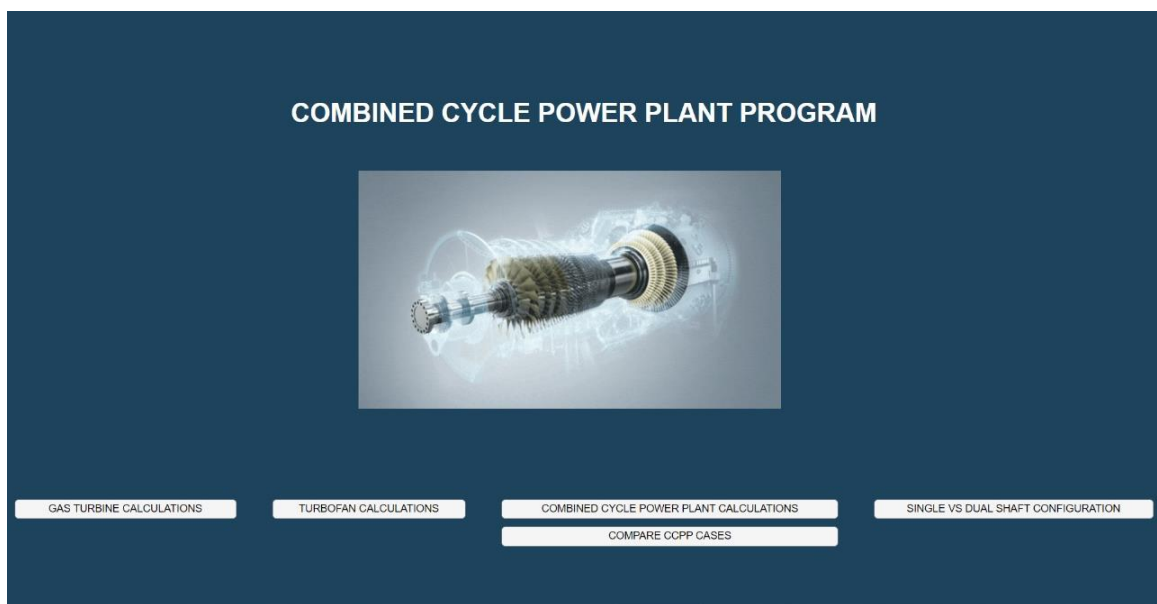 COMBINED CYCLE POWER PLANT PROGRAM
GAS TURBINE CALCULATIONS
TURBOFAN CALCULATIONS
COMBINED CYCLE POWER PLANT CALCULATIONS
SINGLE VS DUAL SHAFT CONFIGURATION
COMPARE CCPP CASES